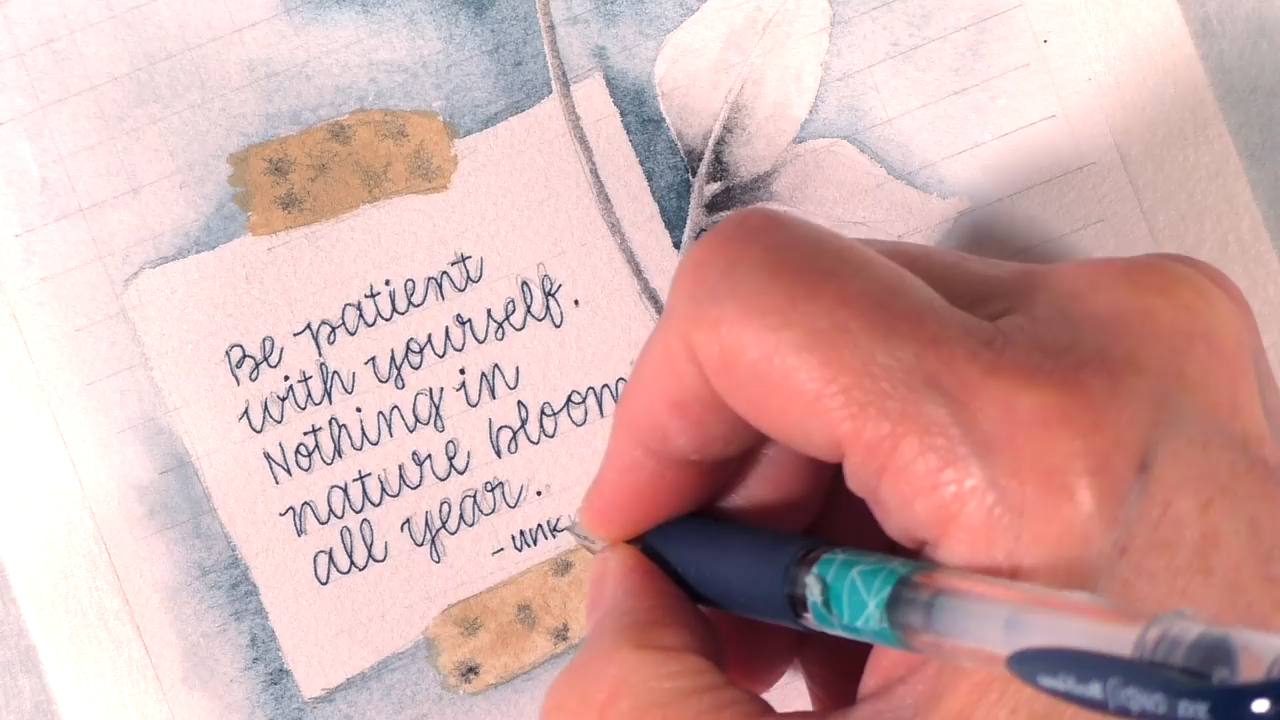 Be patient
with yourself.
Nothing in
nature bloom
all year.
- unk